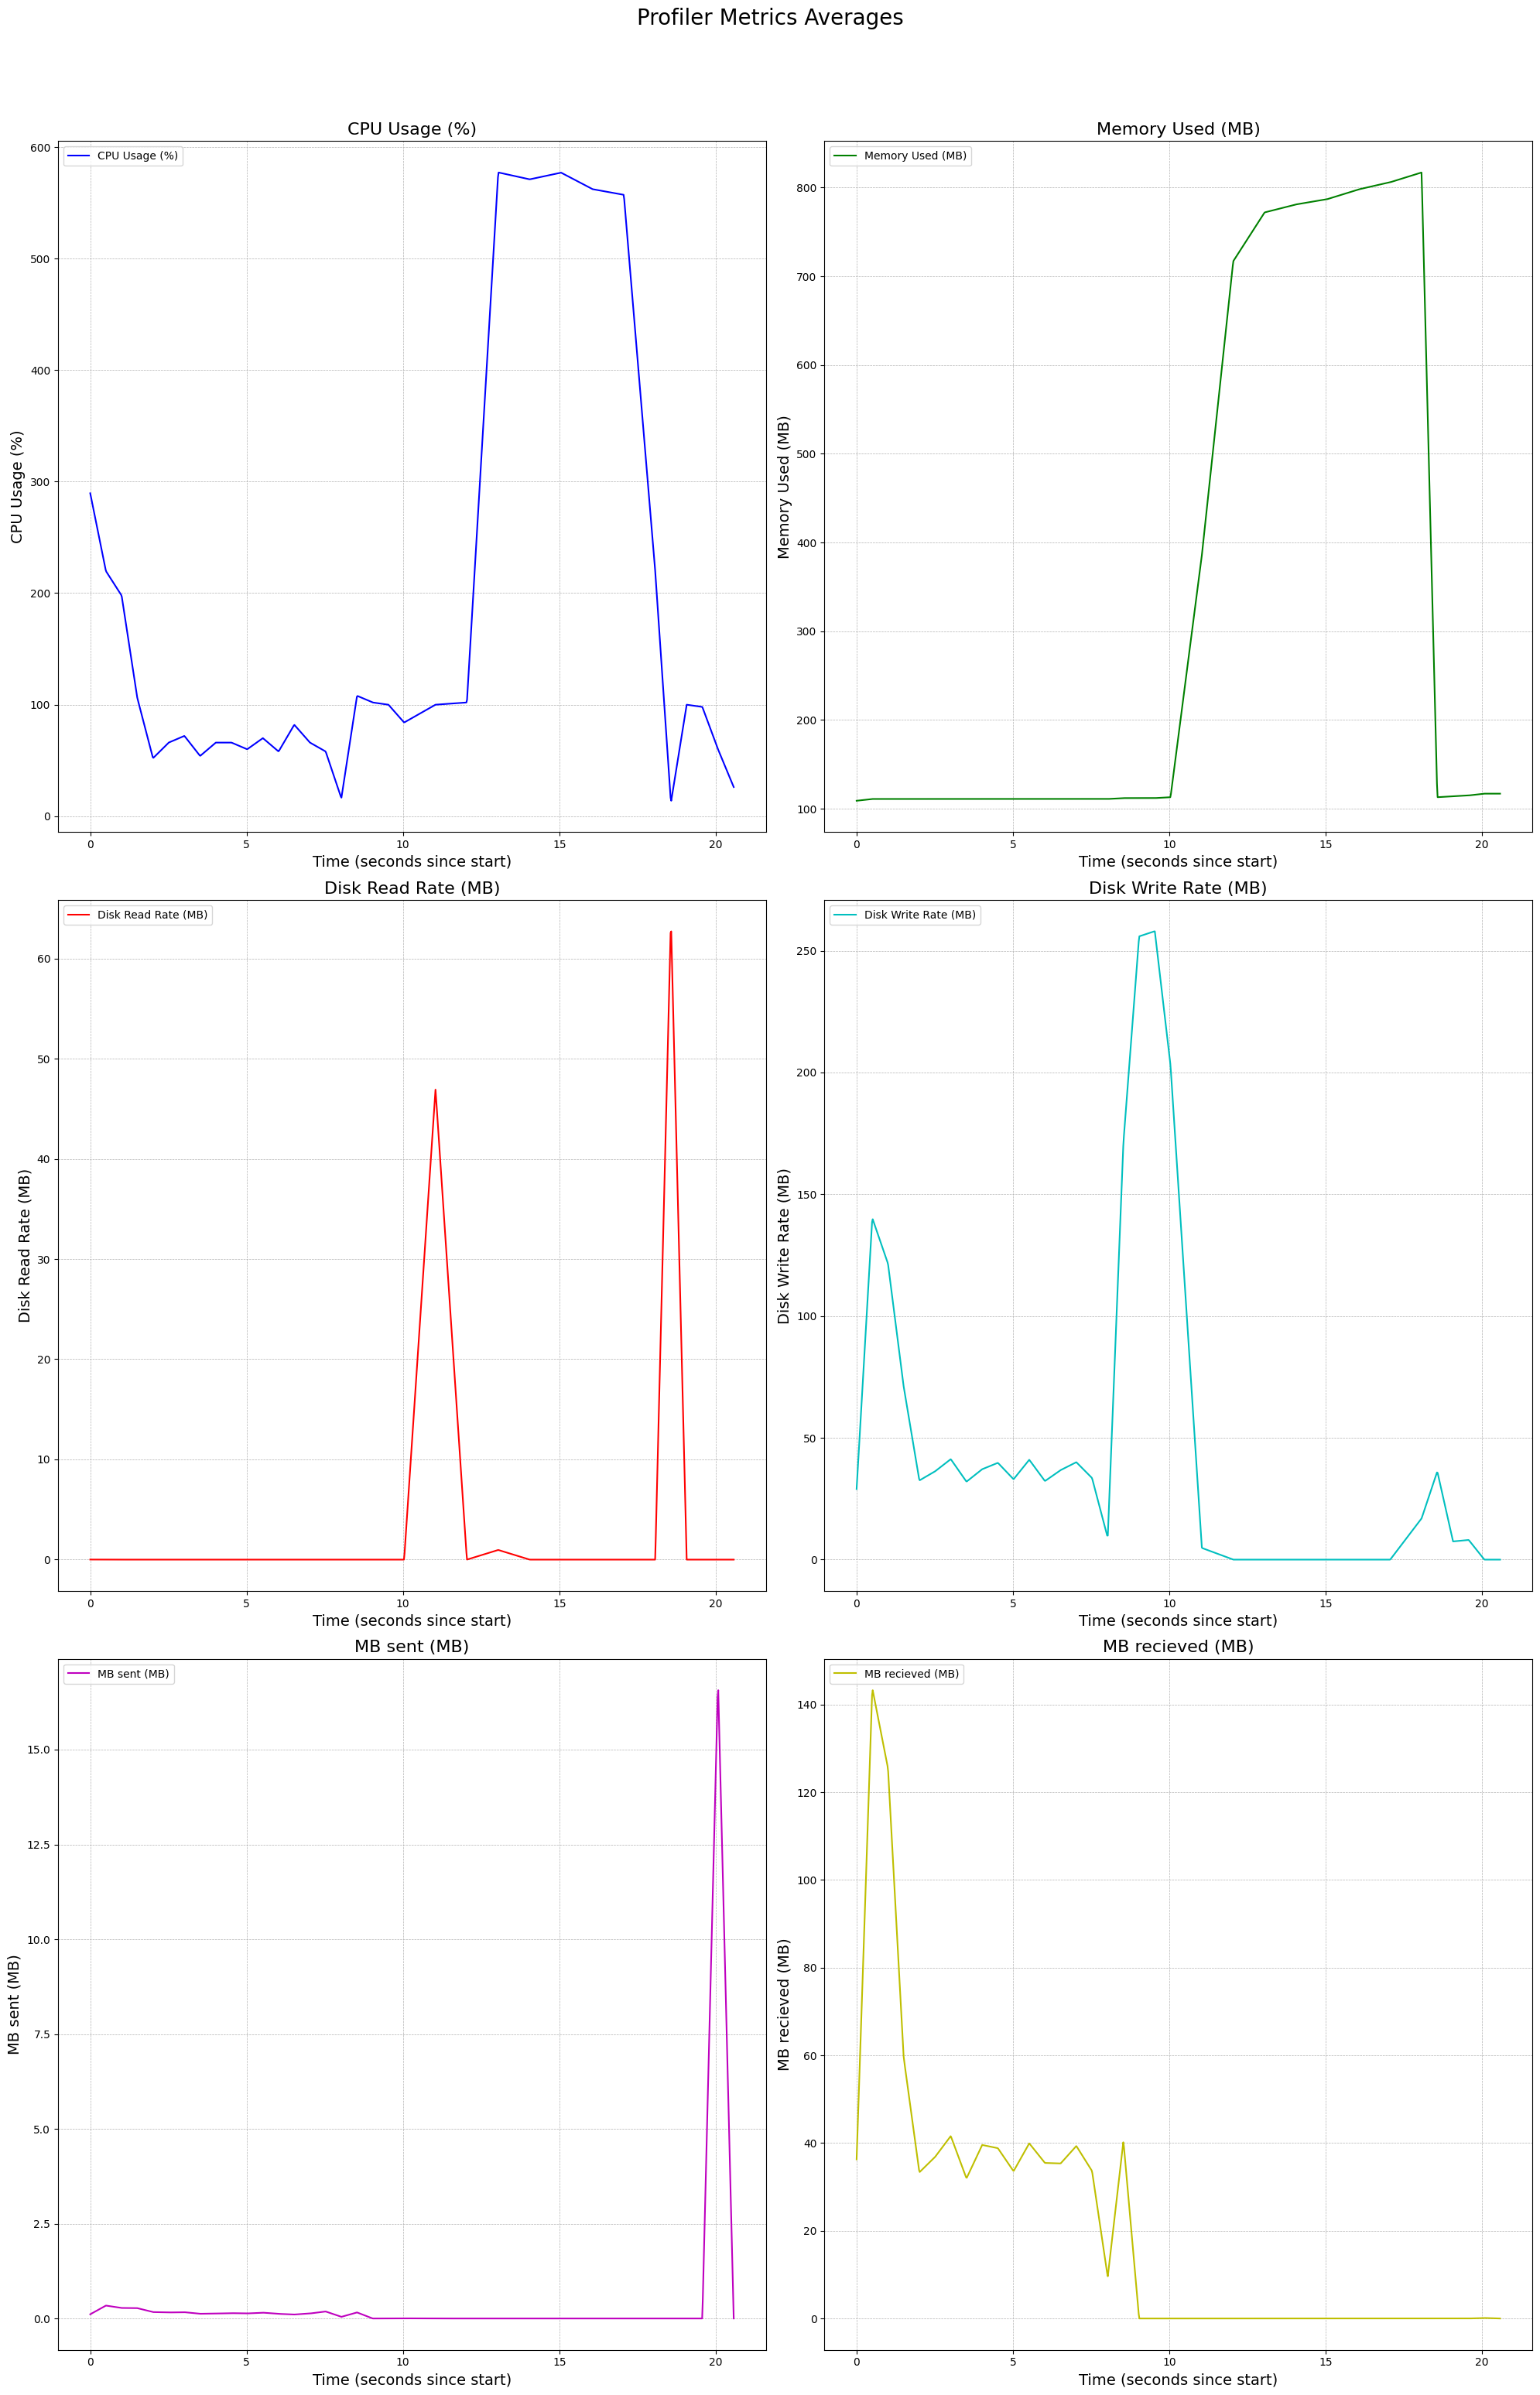 Profiler Metrics Averages
CPU Usage (%)
CPU Usage (%)
CPU Usage (%)
600
500
400
300
200
100
0
0 5 10 15 20
Time (seconds since start)
Memory Used (MB)
Memory Used (MB)
Memory Used (MB)
800
700
600
500
400
300
200
100
0 5 10 15 20
Time (seconds since start)
Disk Read Rate (MB)
Disk Read Rate (MB)
Disk Read Rate (MB)
60
50
40
30
20
10
0
0 5 10 15 20
Time (seconds since start)
Disk Write Rate (MB)
Disk Write Rate (MB)
Disk Write Rate (MB)
250
200
150
100
50
0
0 5 10 15 20
Time (seconds since start)
MB sent (MB)
MB sent (MB)
MB sent (MB)
15.0
12.5
10.0
7.5
5.0
2.5
0.0
0 5 10 15 20
Time (seconds since start)
MB recieved (MB)
MB recieved (MB)
MB recieved (MB)
140
120
100
80
60
40
20
0
0 5 10 15 20
Time (seconds since start)